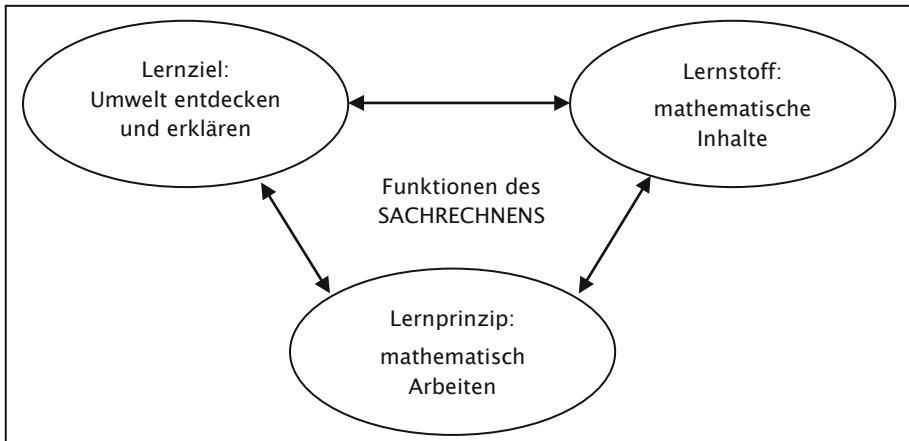 Lernziel:
Umwelt entdecken
und erklären
Lernstoff:
mathematische
Inhalte
Funktionen des
SACHRECHNENS
Lernprinzip:
mathematisch
Arbeiten